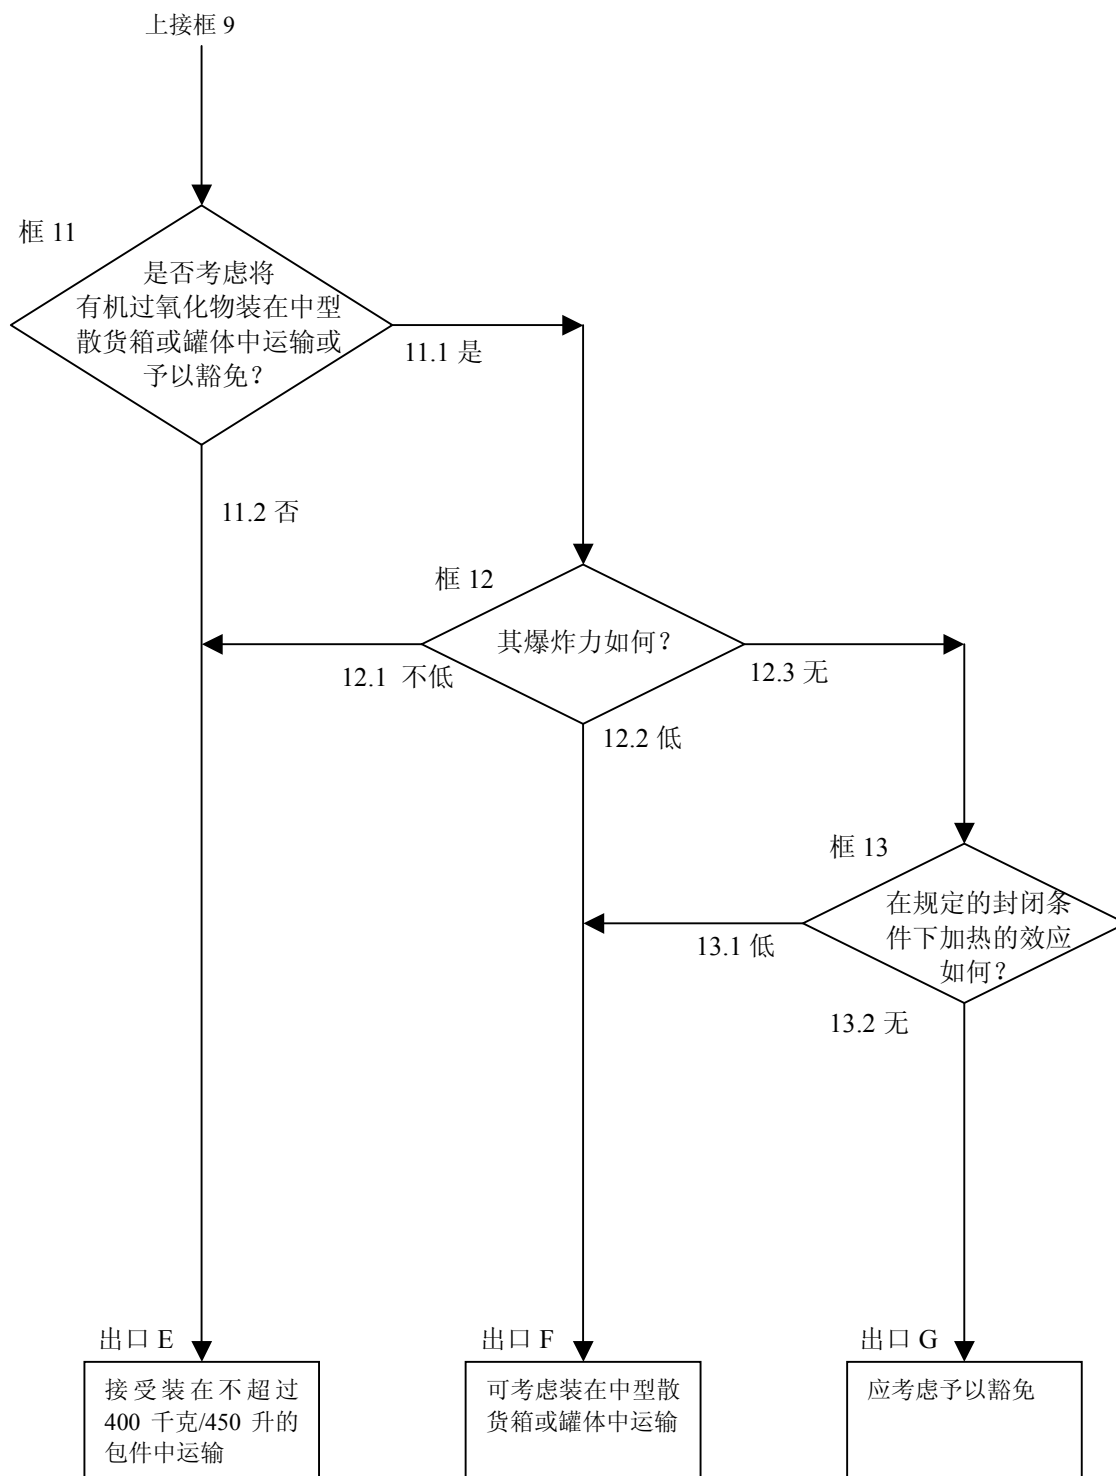 上接框 9
框 11
是否考虑将
有机过氧化物装在中型
散货箱或罐体中运输或
予以豁免？
11.1 是
11.2 否
框 12
其爆炸力如何？
12.1 不低
12.3 无
12.2 低
框 13
在规定的封闭条
件下加热的效应
如何？
13.1 低
13.2 无
出口 E
接受装在不超过
400 千克/450 升的
包件中运输
出口 F
可考虑装在中型散
货箱或罐体中运输
出口 G
应考虑予以豁免